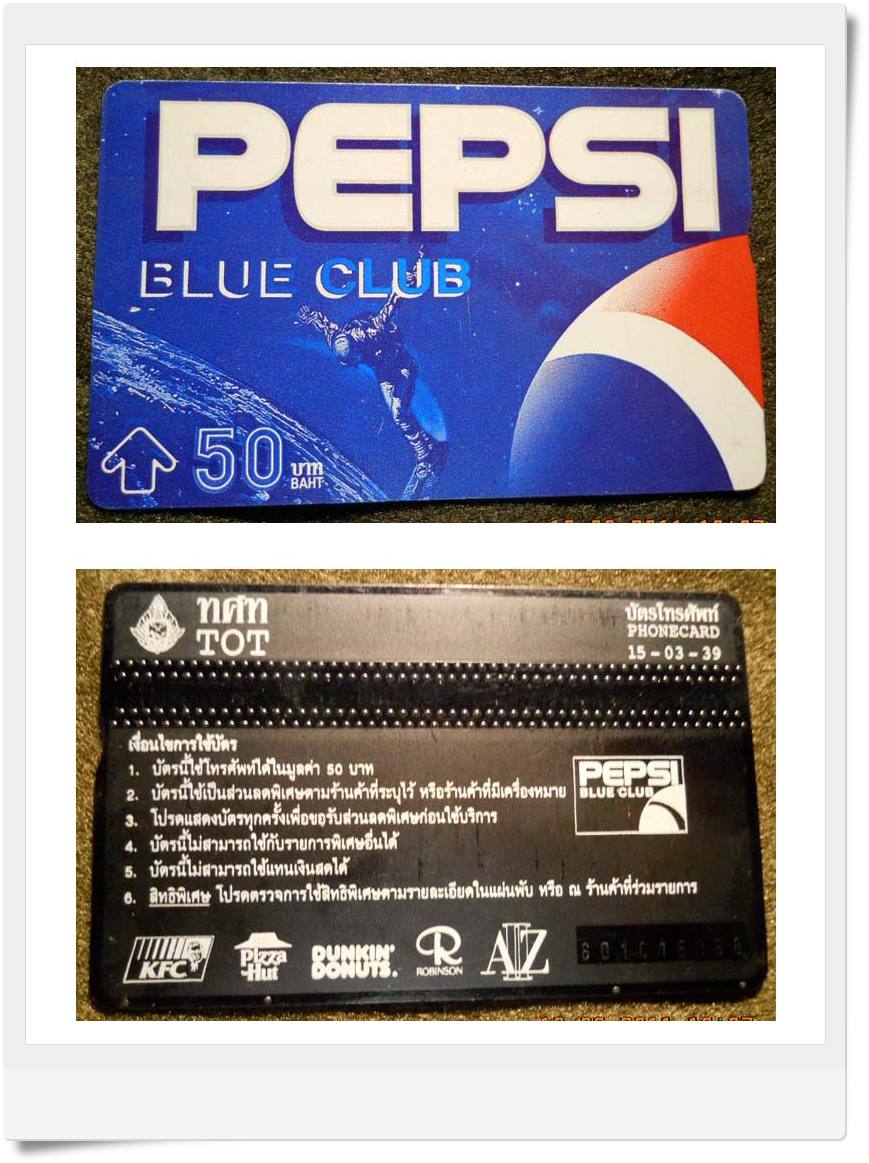 PEPSI
BLUE CLUB
50
บาท
BAHT
ทศท
TOT
บัตรโทรศัพท์
PHONECARD
15-03-39
เงื่อนไขการใช้บัตร
1. บัตรนี้ใช้โทรศัพท์ได้ในมูลค่า 50 บาท
2. บัตรนี้ใช้เป็นส่วนลดพิเศษตามร้านค้าที่ระบุไว้ หรือร้านค้าที่มีเครื่องหมาย
PEPSI
BLUE CLUB
3. โปรดแสดงบัตรทุกครั้งเพื่อขอรับส่วนลดพิเศษก่อนใช้บริการ
4. บัตรนี้ไม่สามารถใช้กับรายการพิเศษอื่นได้
5. บัตรนี้ไม่สามารถใช้แทนเงินสดได้
6. สิทธิพิเศษ โปรดตรวจการใช้สิทธิพิเศษตามรายละเอียดในแผ่นพับ หรือ ณ ร้านค้าที่ร่วมรายการ
KFC
Pizza
Hut
DUNKIN'
DONUTS.
R
ROBINSON